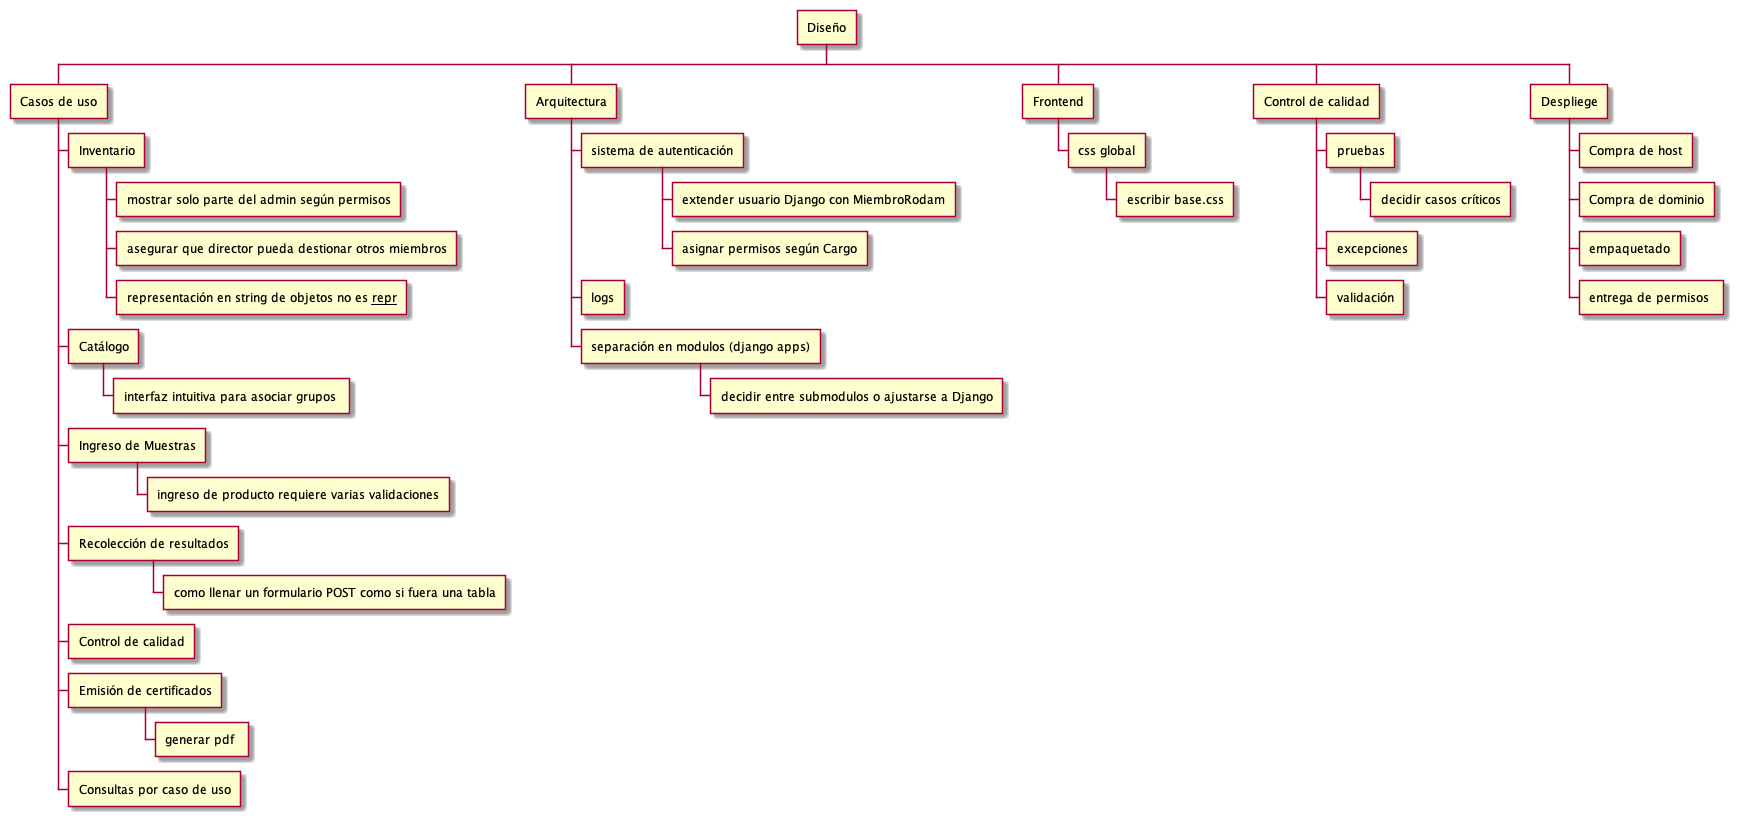 Diseño
Casos de uso
Inventario
mostrar solo parte del admin según permisos
asegurar que director pueda destionar otros miembros
representación en string de objetos no es repr
Catálogo
interfaz intuitiva para asociar grupos
Ingreso de Muestras
ingreso de producto requiere varias validaciones
Recolección de resultados
como llenar un formulario POST como si fuera una tabla
Control de calidad
Emisión de certificados
generar pdf
Consultas por caso de uso
Arquitectura
sistema de autenticación
extender usuario Django con MiembroRodam
asignar permisos según Cargo
logs
separación en modulos (django apps)
decidir entre submodulos o ajustarse a Django
Frontend
css global
escribir base.css
Control de calidad
pruebas
decidir casos críticos
excepciones
validación
Despliege
Compra de host
Compra de dominio
empaquetado
entrega de permisos